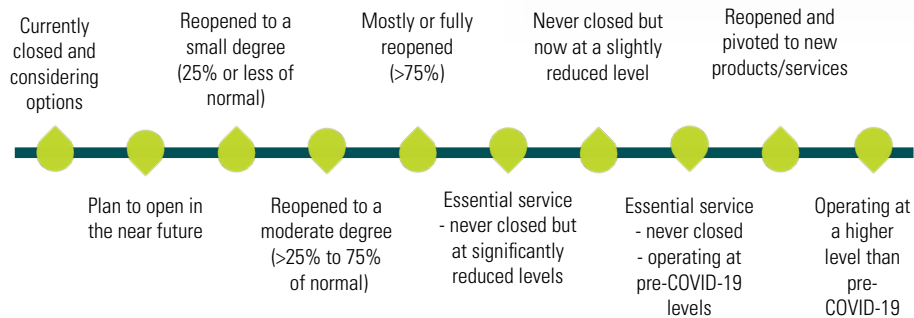 Currently
closed and
considering
options
Plan to open in
the near future
Reopened to a
small degree
(25% or less of
normal)
Reopened to a
moderate degree
(>25% to 75%
of normal)
Mostly or fully
reopened
(>75%)
Essential service
- never closed but
at significantly
reduced levels
Never closed but
now at a slightly
reduced level
Essential service
- never closed
- operating at
pre-COVID-19
levels
Reopened and
pivoted to new
products/services
Operating at
a higher
level than
pre-
COVID-19